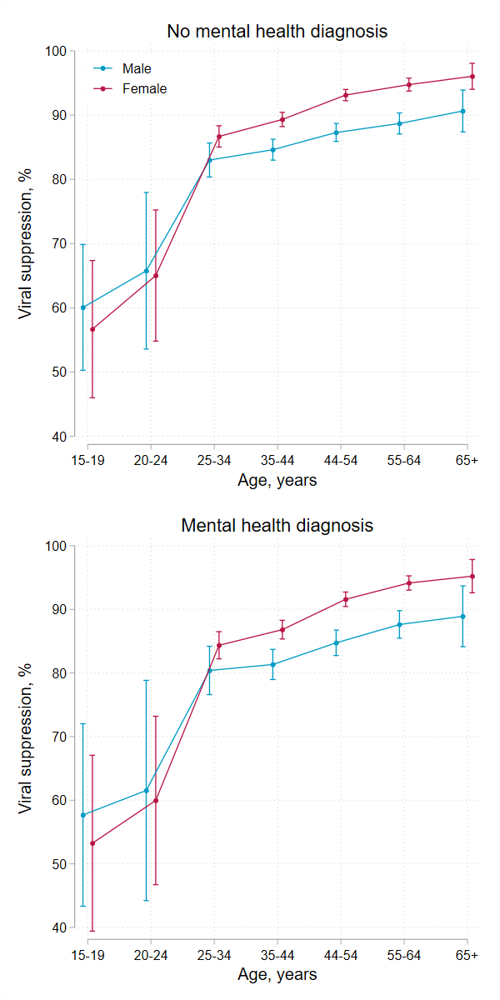 No mental health diagnosis
Male
Female
100
90
80
70
60
50
40
Viral suppression, %
15-19 20-24 25-34 35-44 44-54 55-64 65+
Age, years
Mental health diagnosis
100
90
80
70
60
50
40
Viral suppression, %
15-19 20-24 25-34 35-44 44-54 55-64 65+
Age, years